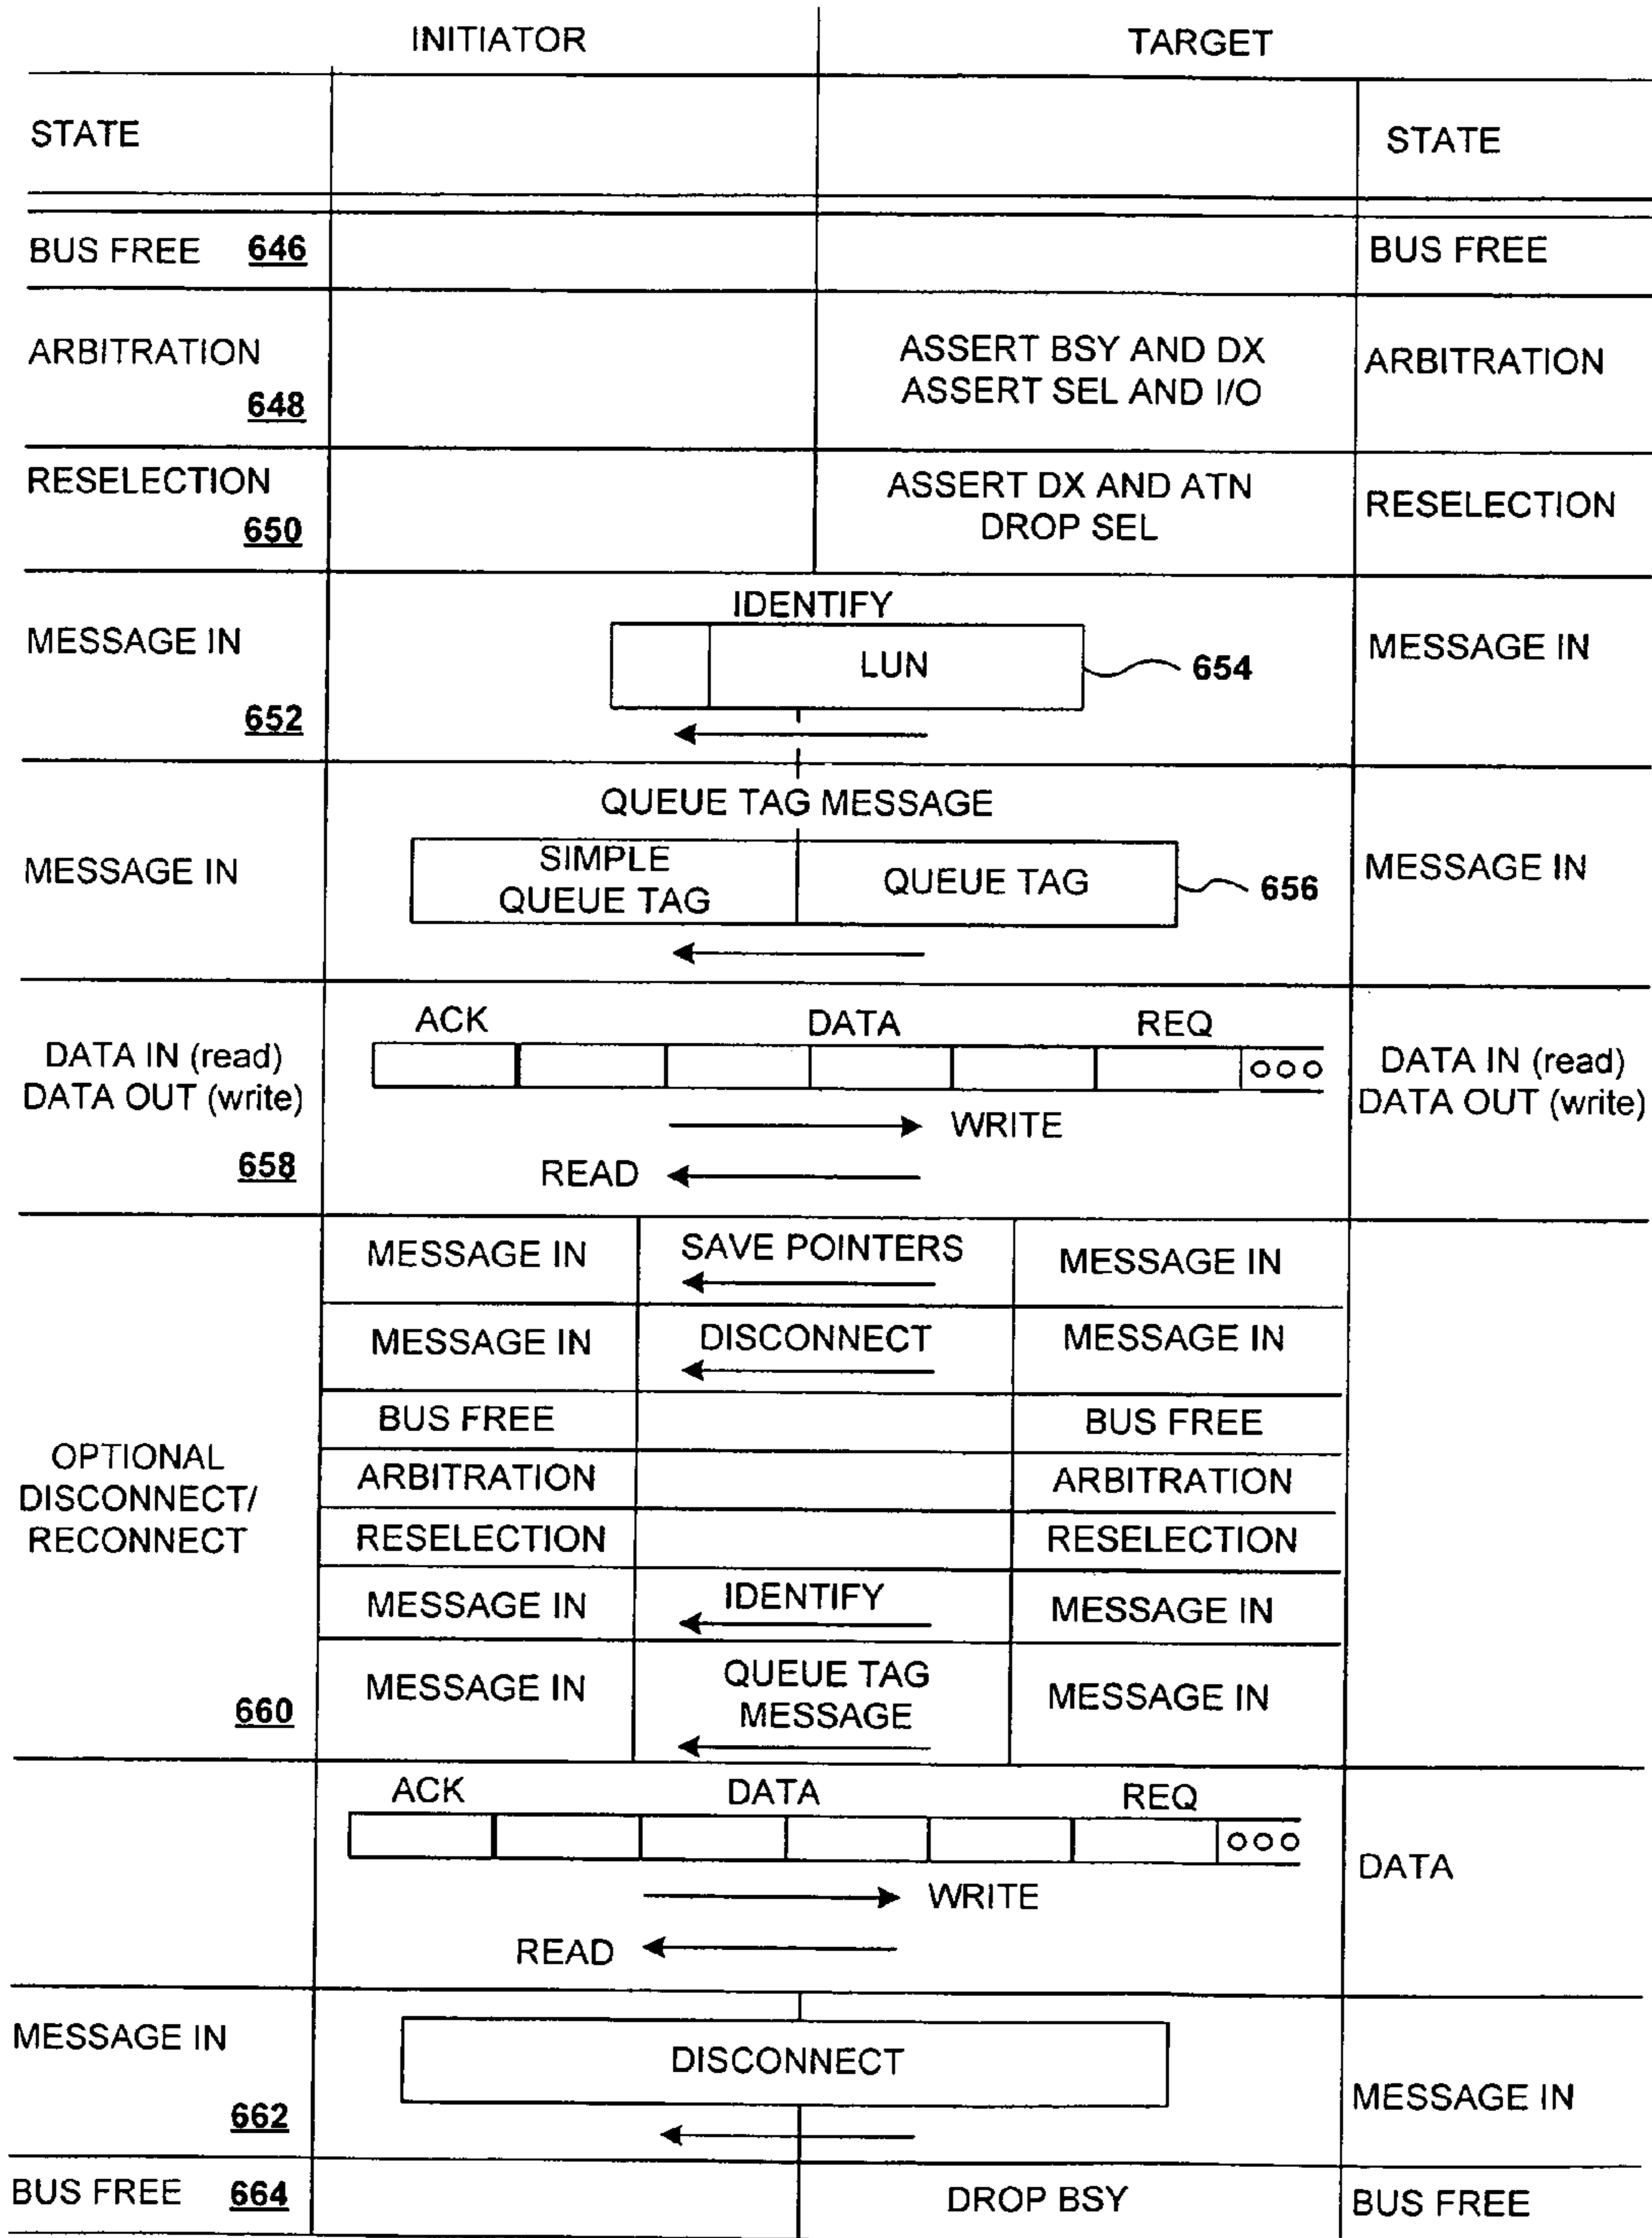 INITIATOR TARGET
STATE STATE
BUS FREE 646 BUS FREE
ARBITRATION
648
ASSERT BSY AND DX
ASSERT SEL AND I/O
ARBITRATION
RESELECTION
650
ASSERT DX AND ATN
DROP SEL
RESELECTION
MESSAGE IN
652
IDENTIFY
LUN
654
MESSAGE IN
MESSAGE IN
QUEUE TAG MESSAGE
SIMPLE
QUEUE TAG
QUEUE TAG
656
MESSAGE IN
DATA IN (read)
DATA OUT (write)
658
ACK DATA REQ
WRITE
READ
DATA IN (read)
DATA OUT (write)
OPTIONAL
DISCONNECT/
RECONNECT
660
MESSAGE IN SAVE POINTERS MESSAGE IN
MESSAGE IN DISCONNECT MESSAGE IN
BUS FREE BUS FREE
ARBITRATION ARBITRATION
RESELECTION RESELECTION
MESSAGE IN IDENTIFY MESSAGE IN
MESSAGE IN
QUEUE TAG
MESSAGE
MESSAGE IN
ACK DATA REQ
WRITE
READ
DATA
MESSAGE IN
662
DISCONNECT
MESSAGE IN
BUS FREE 664 DROP BSY BUS FREE